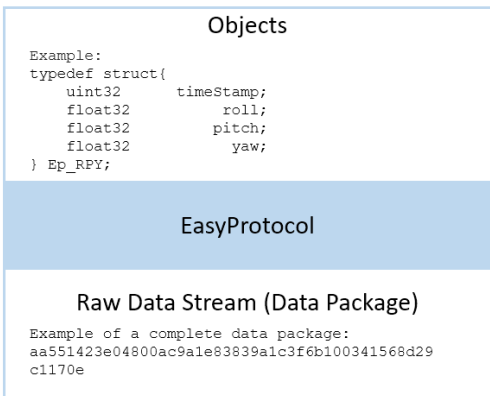 Objects
Example:
typedef struct{
uint32 timeStamp;
float32 roll;
float32 pitch;
float32 yaw;
} Ep_RPY;
EasyProtocol
Raw Data Stream (Data Package)
Example of a complete data package:
aa551423e04800ac9a1e83839a1c3f6b100341568d29
c1170e